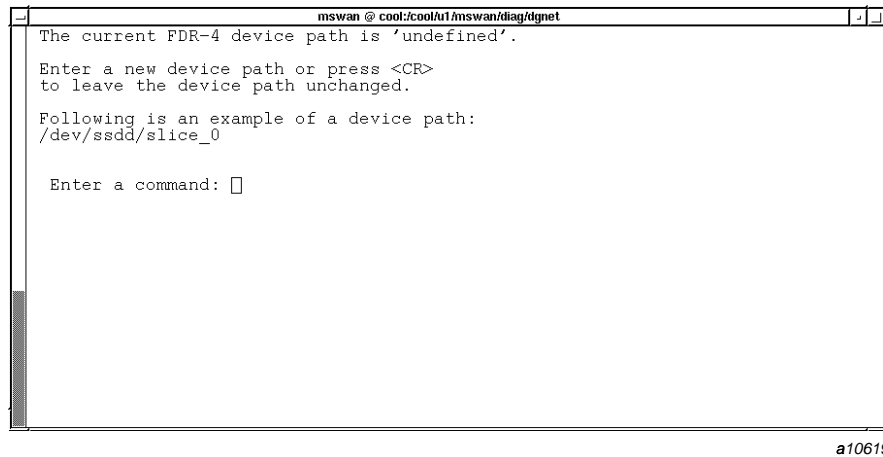 mswan @ cool:/cool/u1/mswan/diag/dgnet
The current FDR-4 device path is 'undefined'.
Enter a new device path or press <CR>
to leave the device path unchanged.
Following is an example of a device path:
/dev/ssdd/slice_0
Enter a command:
a10619